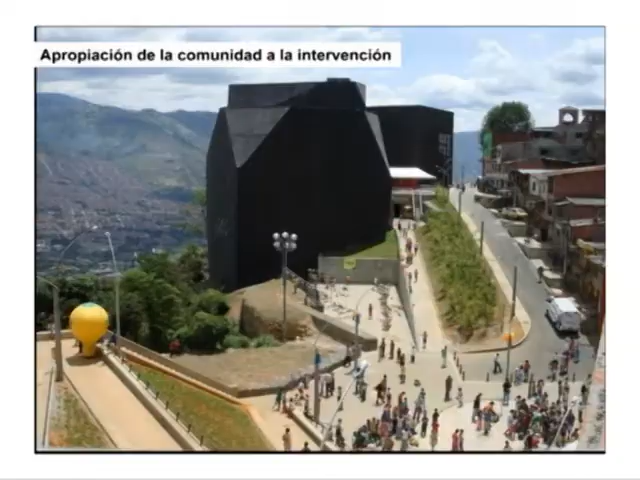 Apropiación de la comunidad a la intervención